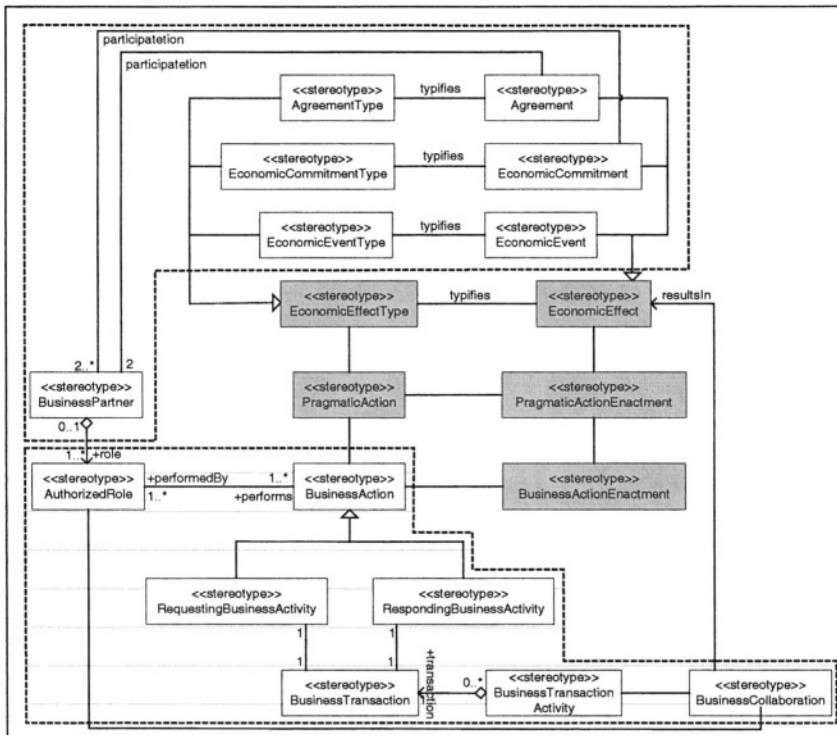 participatetion
participatetion
<<stereotype>>
AgreementType
typifies
<<stereotype>>
Agreement
<<stereotype>>
EconomicCommitmentType
typifies
<<stereotype>>
EconomicCommitment
<<stereotype>>
EconomicEventType
typifies
<<stereotype>>
EconomicEvent
<<stereotype>>
EconomicEffectType
typifies
<<stereotype>>
EconomicEffect
resultsIn
2..*
2
<<stereotype>>
BusinessPartner
<<stereotype>>
PragmaticAction
<<stereotype>>
PragmaticActionEnactment
0..1
1..* +role
<<stereotype>>
AuthorizedRole
+performedBy
1..*
1..*
+performs
<<stereotype>>
BusinessAction
<<stereotype>>
BusinessActionEnactment
<<stereotype>>
RequestingBusinessActivity
<<stereotype>>
RespondingBusinessActivity
1
1
1
1
<<stereotype>>
BusinessTransaction
+transaction
1
0..*
<<stereotype>>
BusinessTransaction
Activity
<<stereotype>>
BusinessCollaboration